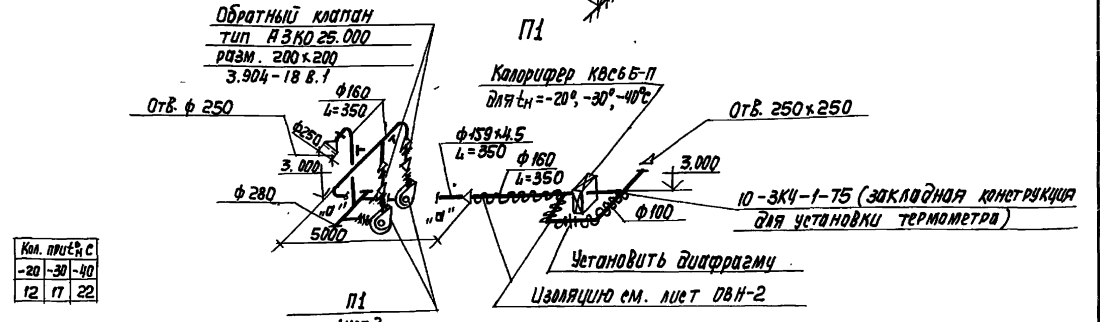 Обратный клапан
тип АЗКО 25.000
разм. 200×200
3.904-18 в.1
П1
Калорифер КВс6Б-П
для tн=-20°, -30°, -40°С
Отв. ф 250
ф160
L=350
ф250
3.000
ф280
"а"
5000
ф159×4.5
L=350
"а"
ф160
L=350
Отв. 250×250
3.000
10-ЗК4-1-75 (закладная конструкция
для установки термометра)
ф100
Установить диафрагму
Изоляцию см. лист ОВН-2
П1
Кол. при tн° С
-20 -30 -40
12 17 22